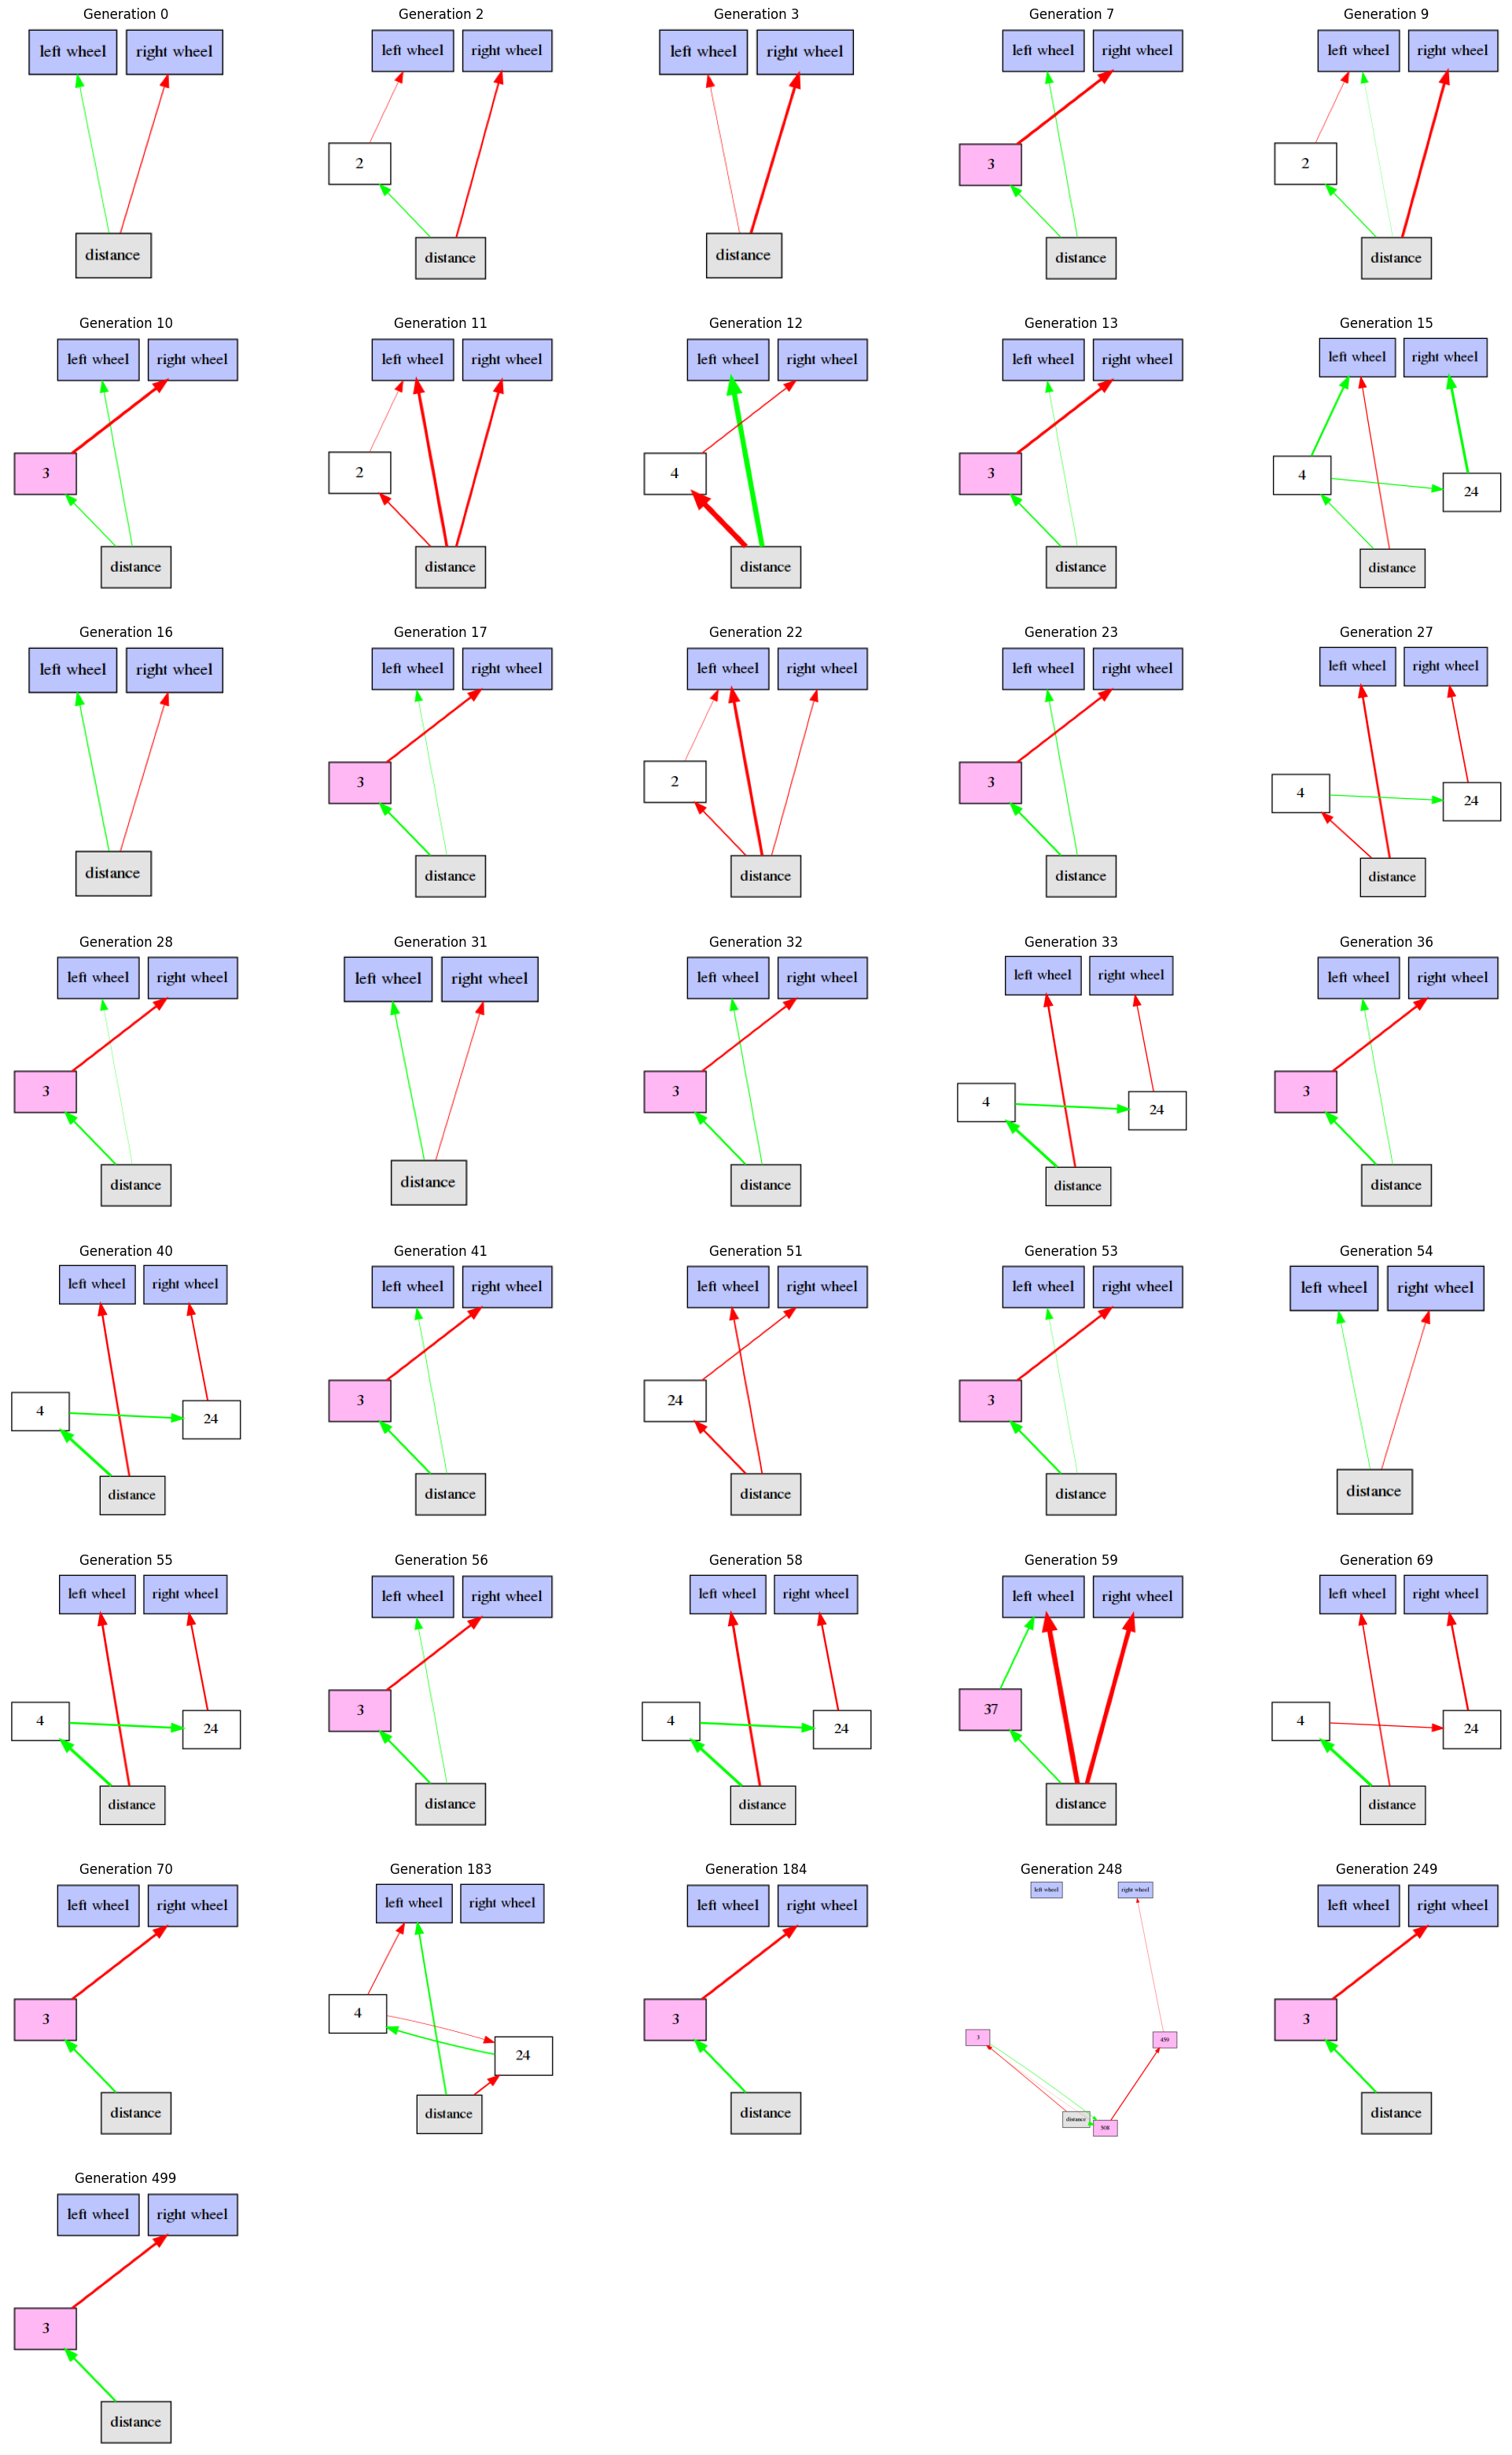 Generation 0 Generation 2 Generation 3 Generation 7 Generation 9
left wheel right wheel left wheel right wheel left wheel right wheel left wheel right wheel left wheel right wheel
2 3 2
distance distance distance distance distance
Generation 10 Generation 11 Generation 12 Generation 13 Generation 15
left wheel right wheel left wheel right wheel left wheel right wheel left wheel right wheel left wheel right wheel
3 2 4 3 4 24
distance distance distance distance distance
Generation 16 Generation 17 Generation 22 Generation 23 Generation 27
left wheel right wheel left wheel right wheel left wheel right wheel left wheel right wheel left wheel right wheel
3 2 3 4 24
distance distance distance distance distance
Generation 28 Generation 31 Generation 32 Generation 33 Generation 36
left wheel right wheel left wheel right wheel left wheel right wheel left wheel right wheel left wheel right wheel
3 3 4 24 3
distance distance distance distance distance
Generation 40 Generation 41 Generation 51 Generation 53 Generation 54
left wheel right wheel left wheel right wheel left wheel right wheel left wheel right wheel left wheel right wheel
4 24 3 24 3
distance distance distance distance distance
Generation 55 Generation 56 Generation 58 Generation 59 Generation 69
left wheel right wheel left wheel right wheel left wheel right wheel left wheel right wheel left wheel right wheel
4 24 3 4 24 37 4 24
distance distance distance distance distance
Generation 70 Generation 183 Generation 184 Generation 248 Generation 249
left wheel right wheel left wheel right wheel left wheel right wheel left wheel right wheel left wheel right wheel
3 4 24 3 3 459 3
distance distance distance distance 508 distance
Generation 499
left wheel right wheel
3
distance